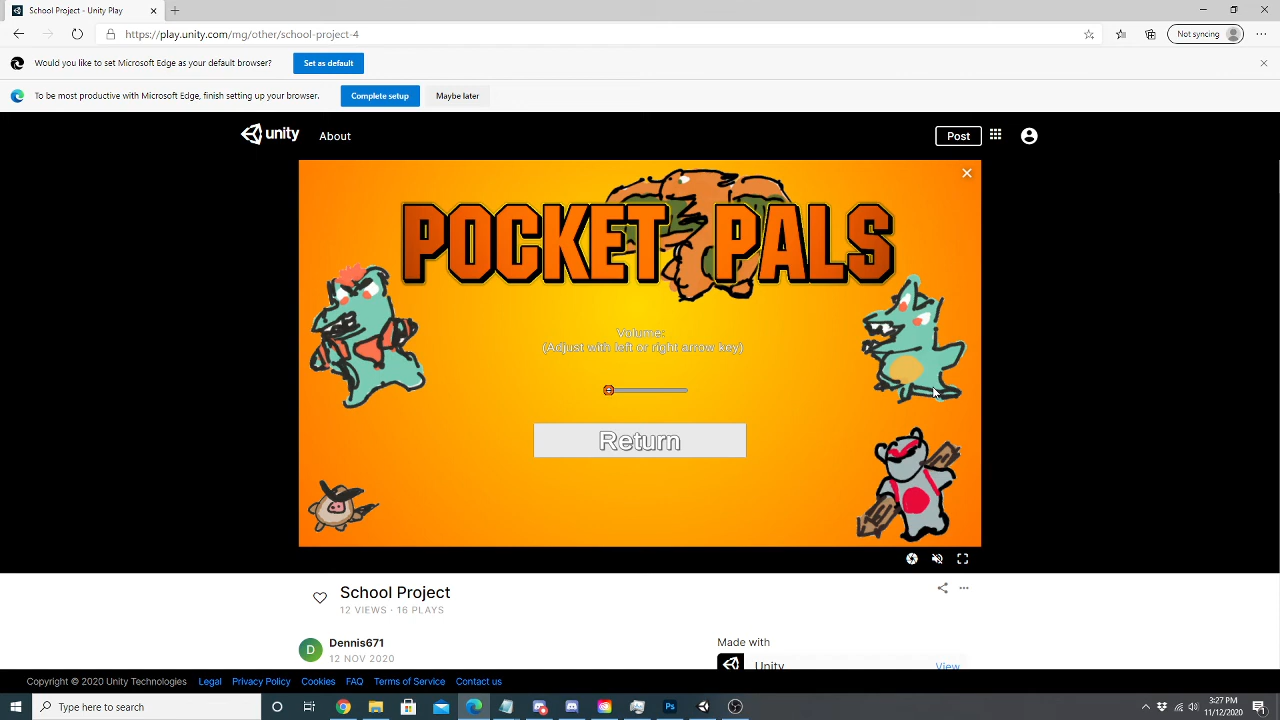 School Project - Unity Play
https://play.unity.com/mg/other/school-project-4
Not syncing
Would you like to set Microsoft Edge as your default browser?
Set as default
To be most productive with Microsoft Edge, finish setting up your browser.
Complete setup
Maybe later
unity
About
Post
POCKET PALS
Volume:
(Adjust with left or right arrow key)
Return
School Project
12 VIEWS · 16 PLAYS
D
Dennis671
12 NOV 2020
Made with
Unity
View
Copyright © 2020 Unity Technologies
Legal
Privacy Policy
Cookies
FAQ
Terms of Service
Contact us
Type here to search
Ps
3:27 PM
11/12/2020